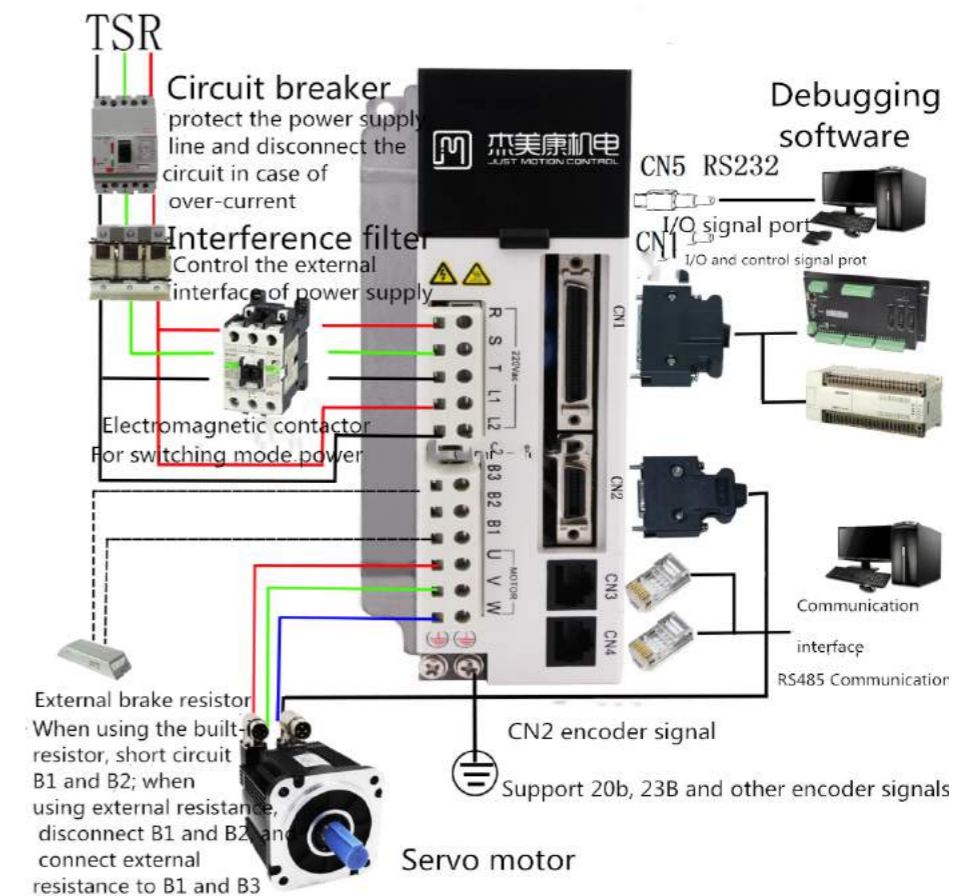 TSR
Circuit breaker
protect the power supply
line and disconnect the
circuit in case of
over-current
Interference filter
Control the external
interface of power supply
Electromagnetic contactor
For switching mode power
External brake resistor
When using the built-
resistor, short circuit
B1 and B2; when
using external resistance,
disconnect B1 and B2, and
connect external
resistance to B1 and B3
杰美康机电
JUST MOTION CONTROL
R
S
T
L1
L2
220Vac
B3
B2
B1
U
V
W
MOTOR
CN1
CN2
CN3
CN4
Debugging
software
CN5 RS232
I/O signal port
CN1
I/O and control signal prot
Communication
interface
RS485 Communication
CN2 encoder signal
Support 20b, 23B and other encoder signals
Servo motor